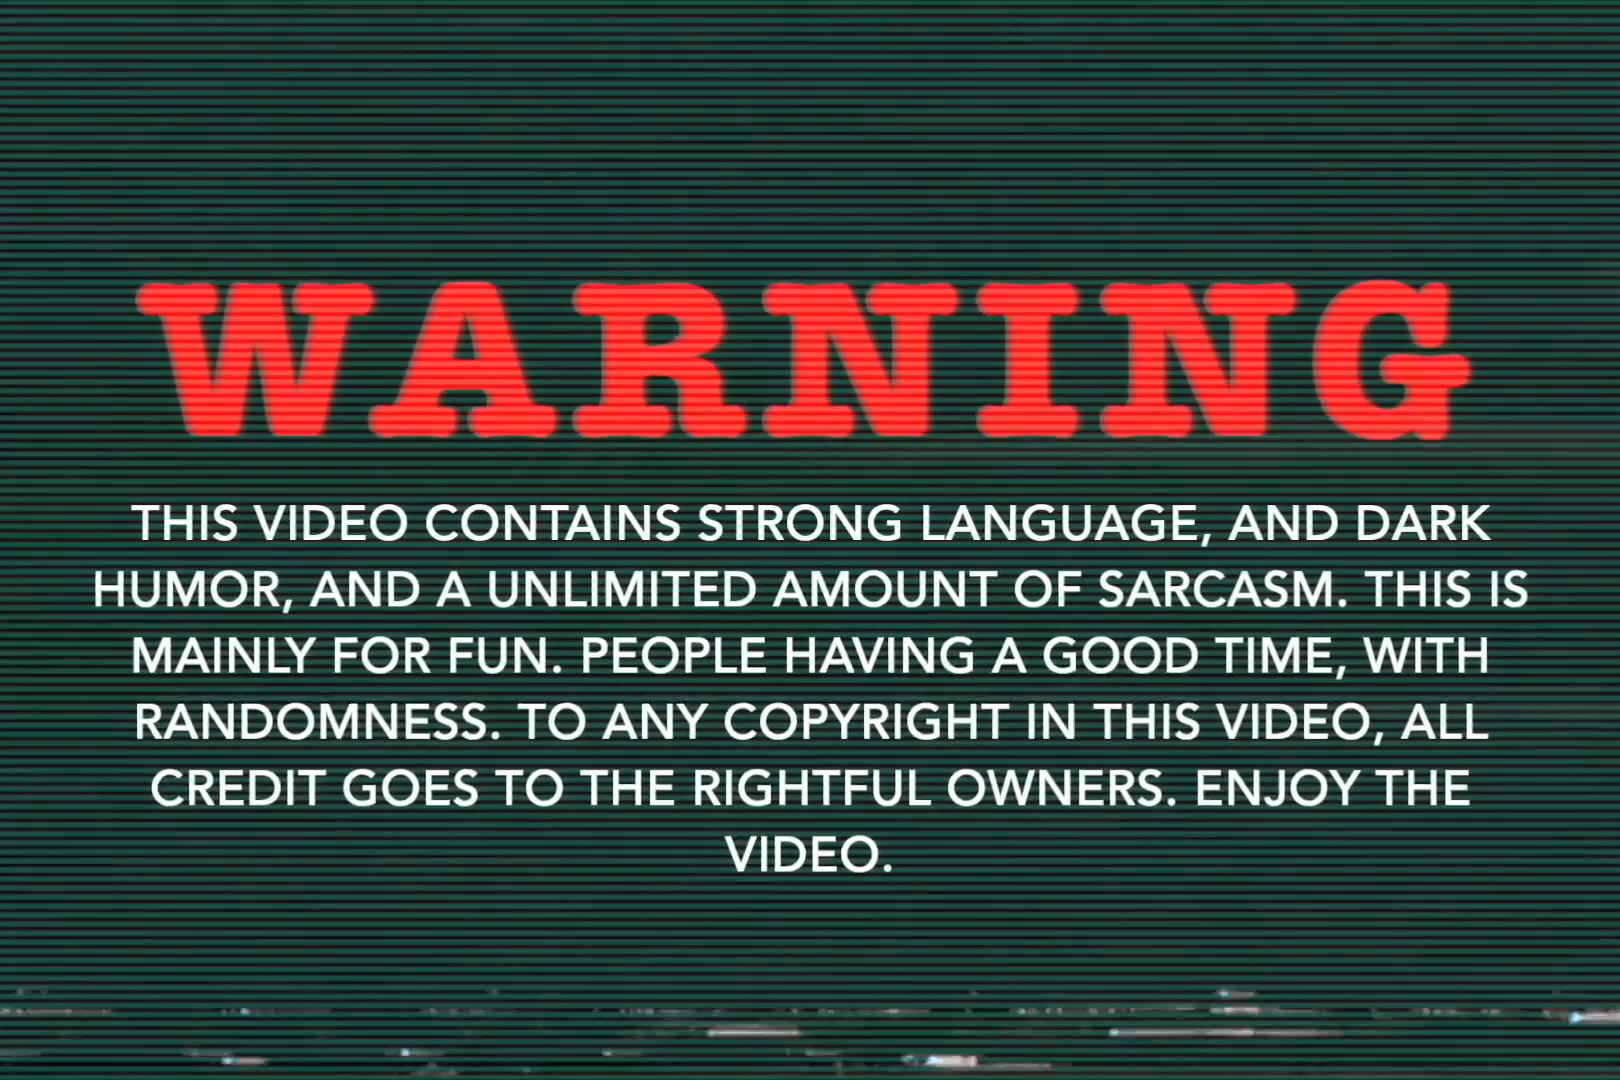 WARNING
THIS VIDEO CONTAINS STRONG LANGUAGE, AND DARK
HUMOR, AND A UNLIMITED AMOUNT OF SARCASM. THIS IS
MAINLY FOR FUN. PEOPLE HAVING A GOOD TIME, WITH
RANDOMNESS. TO ANY COPYRIGHT IN THIS VIDEO, ALL
CREDIT GOES TO THE RIGHTFUL OWNERS. ENJOY THE
VIDEO.